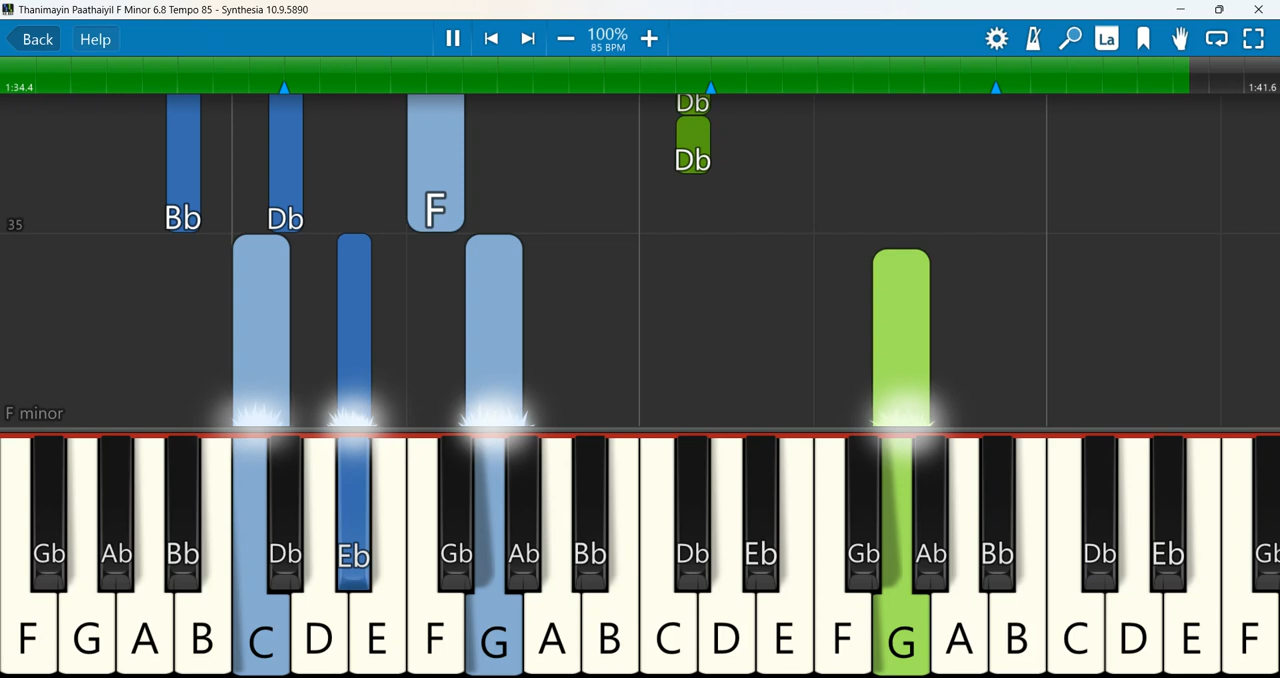 Thanimayin Paathaiyil F Minor 6.8 Tempo 85 - Synthesia 10.9.5890
Back Help 100% La
85 BPM
1:34.4 1:41.6
Db
Db
Bb Db F
35
F minor
Gb Ab Bb Db Eb Gb Ab Bb Db Eb Gb Ab Bb Db Eb Gb
F G A B C D E F G A B C D E F G A B C D E F